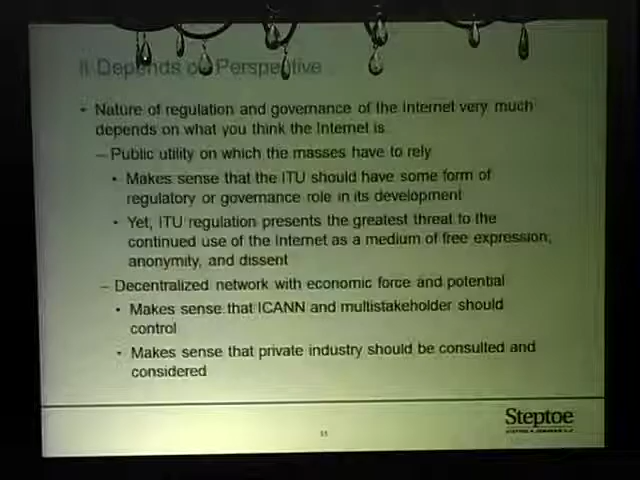 It Depends on Perspective
• Nature of regulation and governance of the Internet very much
depends on what you think the Internet is
– Public utility on which the masses have to rely
• Makes sense that the ITU should have some form of
regulatory or governance role in its development
• Yet, ITU regulation presents the greatest threat to the
continued use of the Internet as a medium of free expression,
anonymity, and dissent
– Decentralized network with economic force and potential
• Makes sense that ICANN and multistakeholder should
control
• Makes sense that private industry should be consulted and
considered
Steptoe